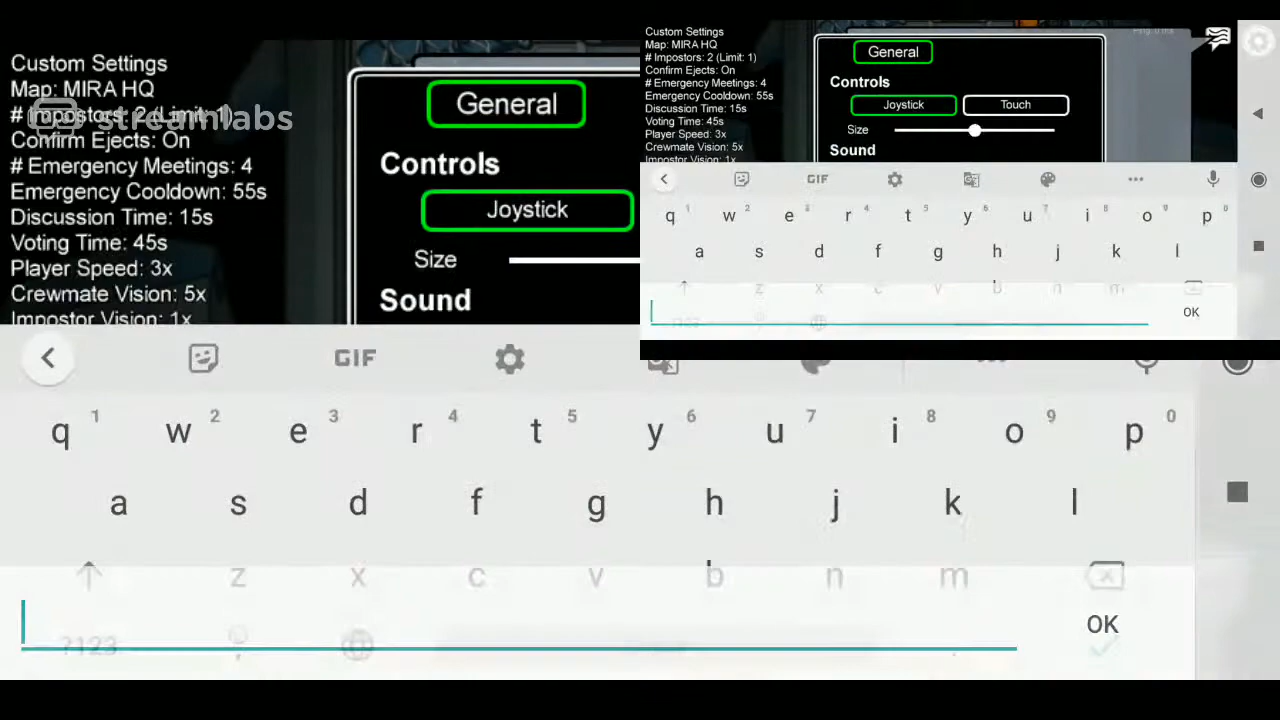 Custom Settings
Map: MIRA HQ
# Impostors: 2 (Limit: 1)
streamlabs
Confirm Ejects: On
# Emergency Meetings: 4
Emergency Cooldown: 55s
Discussion Time: 15s
Voting Time: 45s
Player Speed: 3x
Crewmate Vision: 5x
Impostor Vision: 1x
General
Controls
Joystick
Size
Sound
GIF
q 1 w 2 e 3 r 4 t 5 y 6 u 7 i 8 o 9 p 0
a s d f g h j k l
z x c v b n m
?123 , .
OK
Custom Settings
Map: MIRA HQ
# Impostors: 2 (Limit: 1)
Confirm Ejects: On
# Emergency Meetings: 4
Emergency Cooldown: 55s
Discussion Time: 15s
Voting Time: 45s
Player Speed: 3x
Crewmate Vision: 5x
Impostor Vision: 1x
General
Controls
Joystick Touch
Size
Sound
GIF
q 1 w 2 e 3 r 4 t 5 y 6 u 7 i 8 o 9 p 0
a s d f g h j k l
z x c v b n m
?123
OK